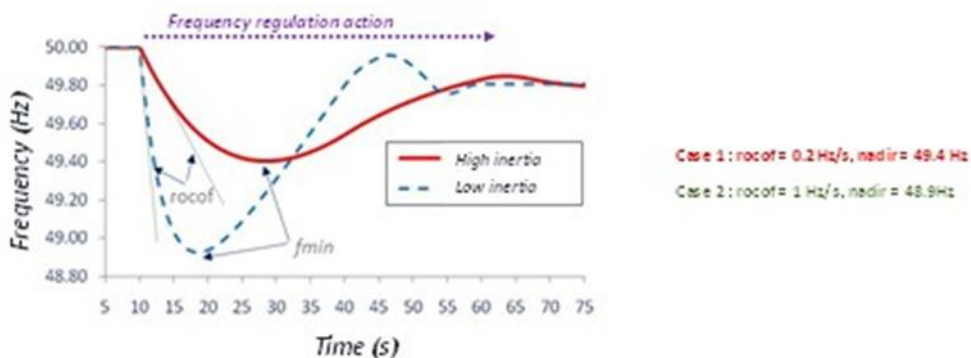 Frequency regulation action
50.00
49.80
49.60
49.40
49.20
49.00
48.80
Frequency (Hz)
rocof
fmin
High inertia
Low inertia
5 10 15 20 25 30 35 40 45 50 55 60 65 70 75
Time (s)
Case 1: rocof = 0.2 Hz/s, nadir = 49.4 Hz
Case 2: rocof = 1 Hz/s, nadir = 48.9Hz